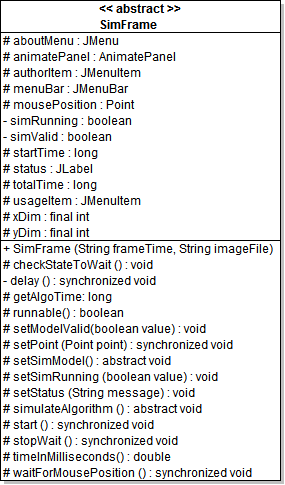 << abstract >>
SimFrame
# aboutMenu : JMenu
# animatePanel : AnimatePanel
# authorItem : JMenuItem
# menuBar : JMenuBar
# mousePosition : Point
- simRunning : boolean
- simValid : boolean
# startTime : long
# status : JLabel
# totalTime : long
# usageItem : JMenuItem
# xDim : final int
# yDim : final int
+ SimFrame (String frameTime, String imageFile)
# checkStateToWait () : void
- delay () : synchronized void
# getAlgoTime: long
# runnable() : boolean
# setModelValid(boolean value) : void
# setPoint (Point point) : synchronized void
# setSimModel() : abstract void
# setSimRunning (boolean value) : void
# setStatus (String message) : void
# simulateAlgorithm () : abstract void
# start () : synchronized void
# stopWait () : synchronized void
# timeInMilliseconds() : double
# waitForMousePosition () : synchronized void